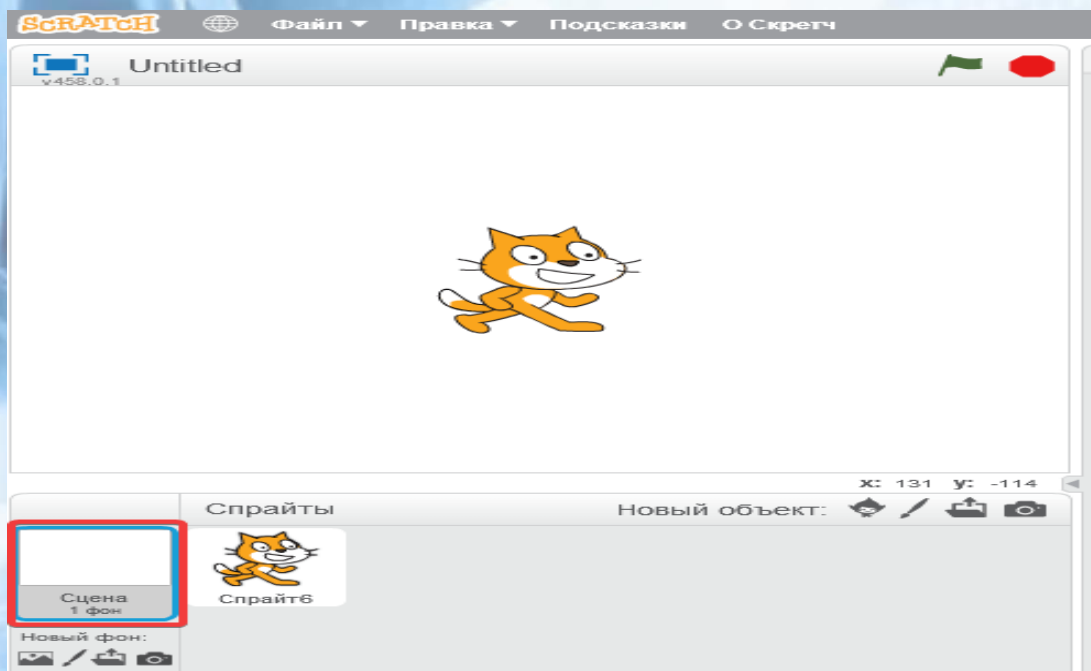 SCRATCH Файл Правка Подсказки О Скретч
Untitled
v458.0.1
x: 131 y: -114
Спрайты Новый объект:
Сцена
1 фон
Спрайт6
Новый фон: